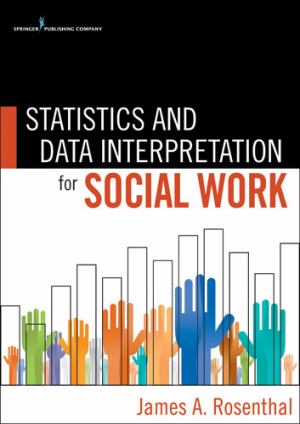 SPRINGER PUBLISHING COMPANY
STATISTICS AND
DATA INTERPRETATION
for SOCIAL WORK
James A. Rosenthal